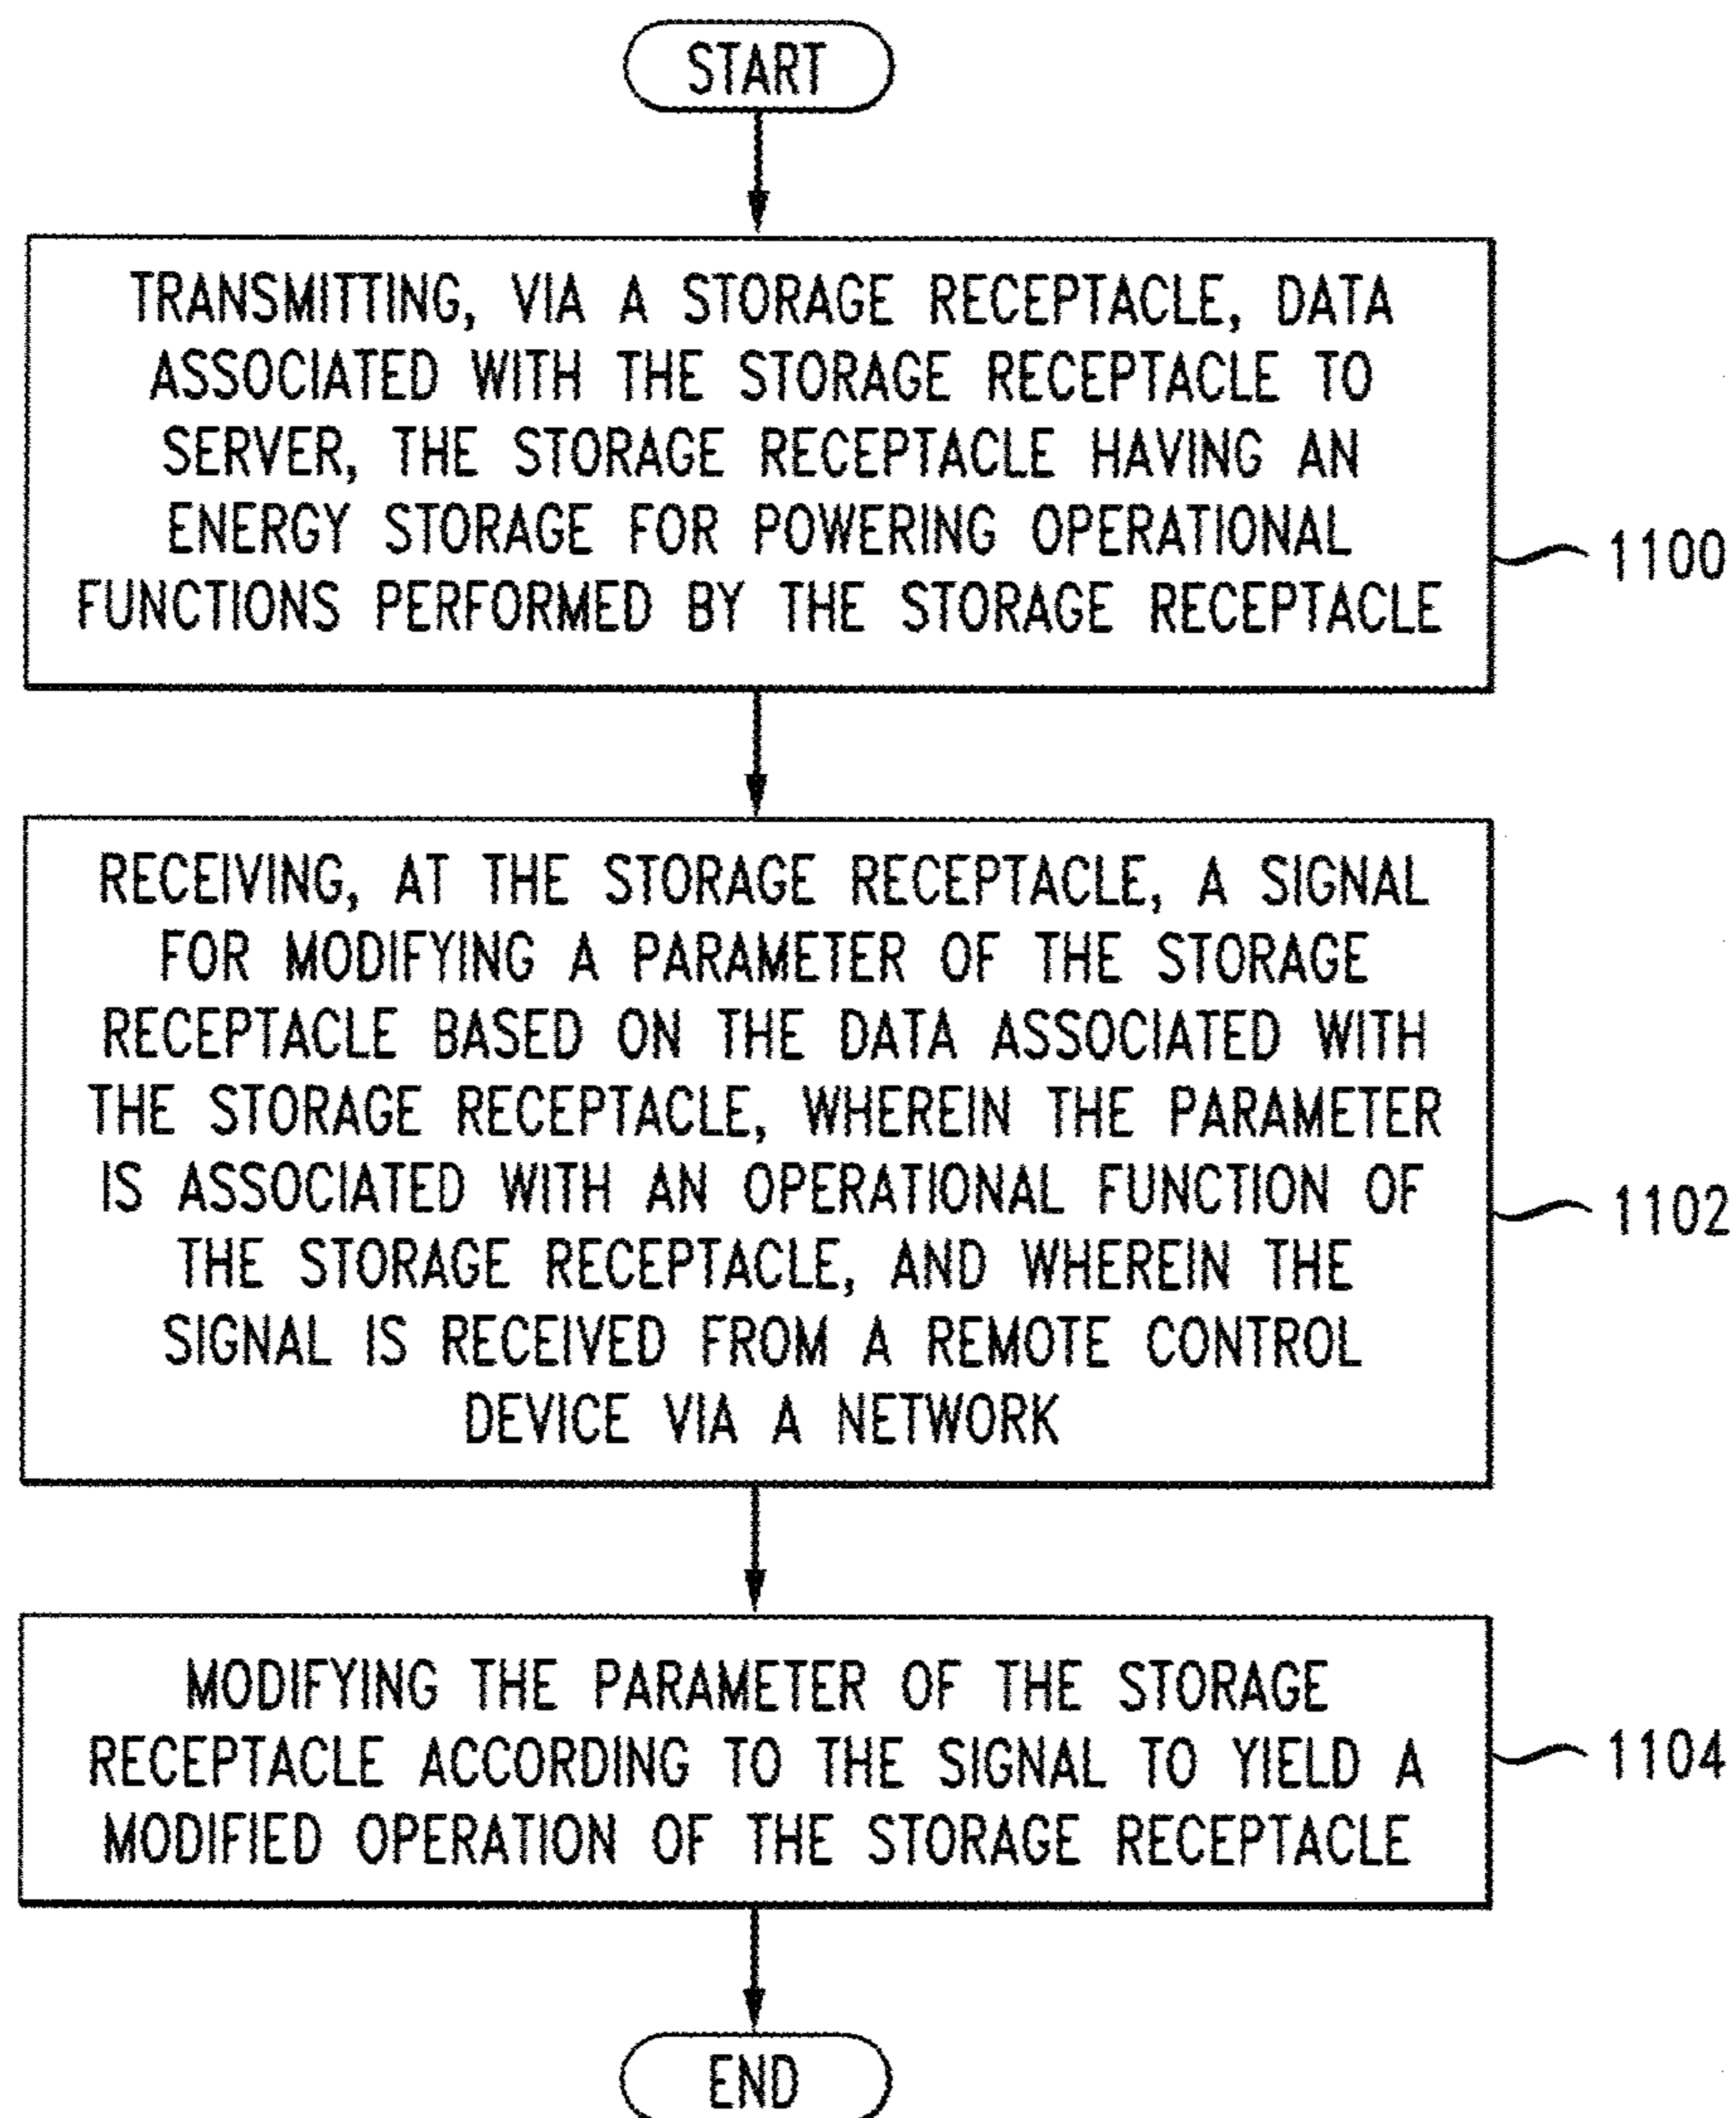 START
TRANSMITTING, VIA A STORAGE RECEPTACLE, DATA
ASSOCIATED WITH THE STORAGE RECEPTACLE TO
SERVER, THE STORAGE RECEPTACLE HAVING AN
ENERGY STORAGE FOR POWERING OPERATIONAL
FUNCTIONS PERFORMED BY THE STORAGE RECEPTACLE
1100
RECEIVING, AT THE STORAGE RECEPTACLE, A SIGNAL
FOR MODIFYING A PARAMETER OF THE STORAGE
RECEPTACLE BASED ON THE DATA ASSOCIATED WITH
THE STORAGE RECEPTACLE, WHEREIN THE PARAMETER
IS ASSOCIATED WITH AN OPERATIONAL FUNCTION OF
THE STORAGE RECEPTACLE, AND WHEREIN THE
SIGNAL IS RECEIVED FROM A REMOTE CONTROL
DEVICE VIA A NETWORK
1102
MODIFYING THE PARAMETER OF THE STORAGE
RECEPTACLE ACCORDING TO THE SIGNAL TO YIELD A
MODIFIED OPERATION OF THE STORAGE RECEPTACLE
1104
END